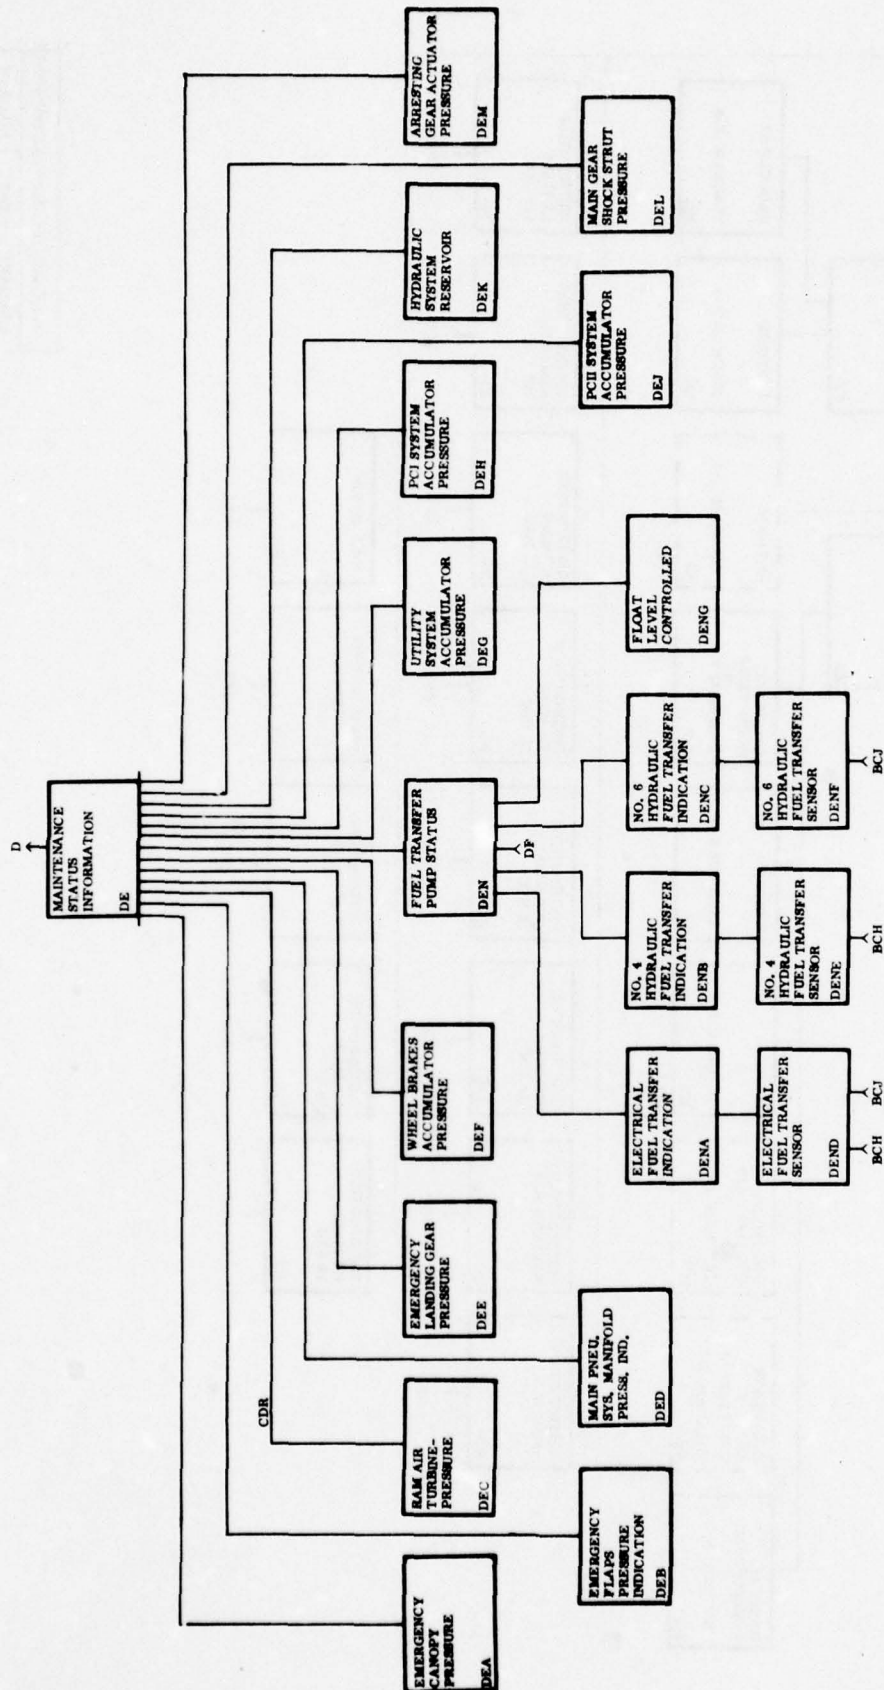 D
MAINTENANCE
STATUS
INFORMATION
DE
CDR
EMERGENCY
CANOPY
PRESSURE
DEA
RAM AIR
TURBINE-
PRESSURE
DEC
EMERGENCY
LANDING GEAR
PRESSURE
DEE
WHEEL BRAKES
ACCUMULATOR
PRESSURE
DEF
FUEL TRANSFER
PUMP STATUS
DEN
DF
UTILITY
SYSTEM
ACCUMULATOR
PRESSURE
DEG
PCI SYSTEM
ACCUMULATOR
PRESSURE
DEH
HYDRAULIC
SYSTEM
RESERVOIR
DEK
ARRESTING
GEAR ACTUATOR
PRESSURE
DEM
EMERGENCY
FLAPS
PRESSURE
INDICATION
DEB
MAIN PNEU.
SYS. MANIFOLD
PRESS. IND.
DED
PCII SYSTEM
ACCUMULATOR
PRESSURE
DEJ
MAIN GEAR
SHOCK STRUT
PRESSURE
DEL
ELECTRICAL
FUEL TRANSFER
INDICATION
DENA
NO. 4
HYDRAULIC
FUEL TRANSFER
INDICATION
DENB
NO. 6
HYDRAULIC
FUEL TRANSFER
INDICATION
DENC
FLOAT
LEVEL
CONTROLLED
DENG
ELECTRICAL
FUEL TRANSFER
SENSOR
DEND
NO. 4
HYDRAULIC
FUEL TRANSFER
SENSOR
DENE
NO. 6
HYDRAULIC
FUEL TRANSFER
SENSOR
DENF
BCH
BCJ
BCH
BCJ